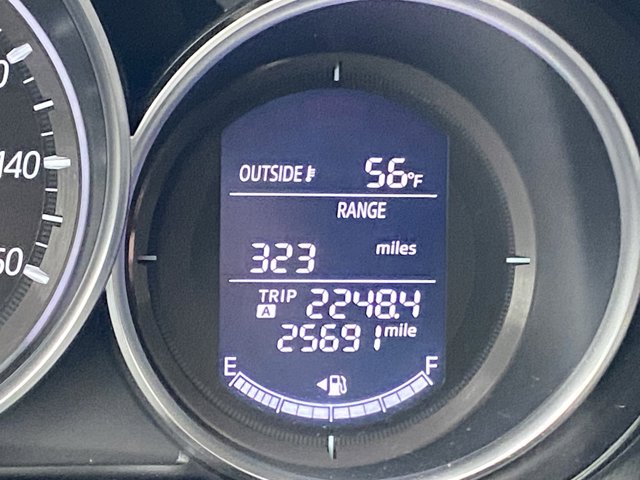 OUTSIDE 56°F
RANGE
323 miles
TRIP A 2248.4
25691 mile
E F
140